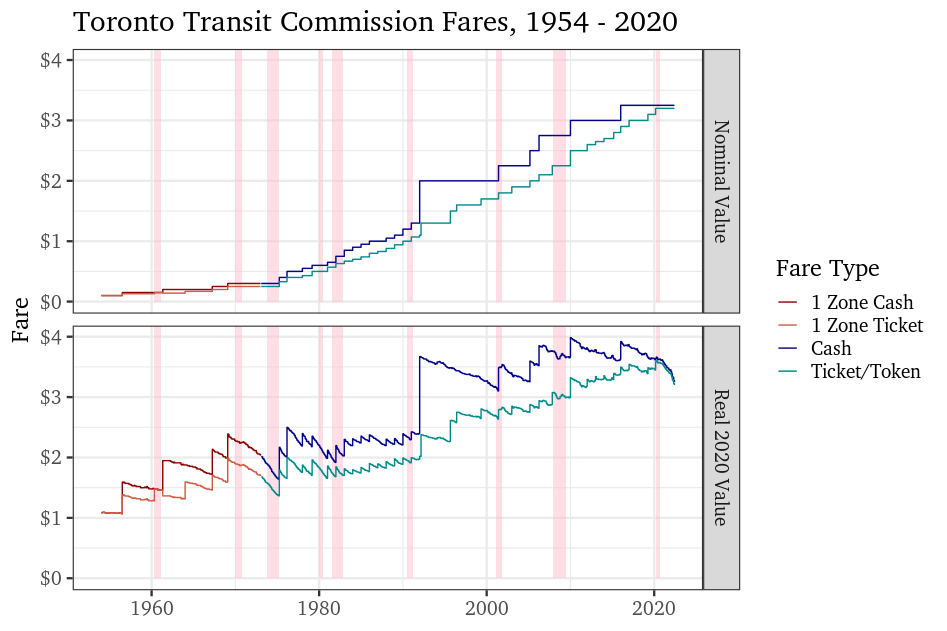 Toronto Transit Commission Fares, 1954 - 2020
Fare
$4
$3
$2
$1
$0
Nominal Value
$4
$3
$2
$1
$0
Real 2020 Value
1960 1980 2000 2020
Fare Type
1 Zone Cash
1 Zone Ticket
Cash
Ticket/Token